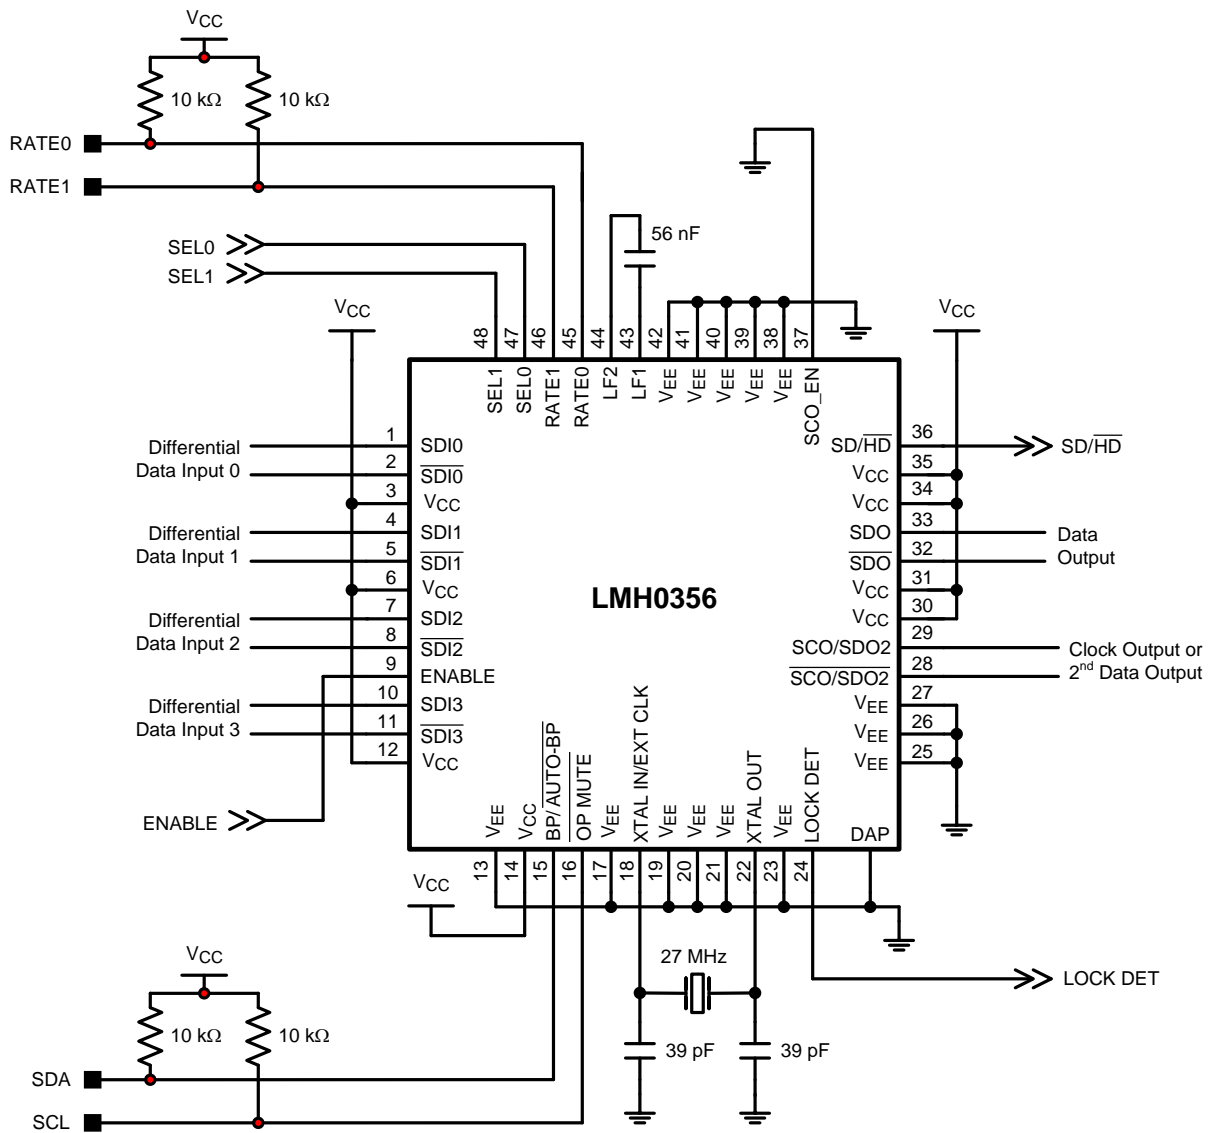 VCC
10 kΩ
10 kΩ
RATE0
RATE1
SEL0
SEL1
56 nF
VCC
VCC
48
47
46
45
44
43
42
41
40
39
38
37
SEL1
SEL0
RATE1
RATE0
LF2
LF1
VEE
VEE
VEE
VEE
VEE
SCO_EN
Differential
Data Input 0
1
SDI0
2
SDI0
3
VCC
Differential
Data Input 1
4
SDI1
5
SDI1
6
VCC
Differential
Data Input 2
7
SDI2
8
SDI2
9
ENABLE
Differential
Data Input 3
10
SDI3
11
SDI3
12
VCC
ENABLE
LMH0356
SD/HD
36
SD/HD
VCC
35
VCC
34
SDO
33
SDO
32
Data
Output
VCC
31
VCC
30
SCO/SDO2
29
SCO/SDO2
28
Clock Output or
2nd Data Output
VEE
27
VEE
26
VEE
25
VEE
VCC
BP/AUTO-BP
OP MUTE
VEE
XTAL IN/EXT CLK
VEE
VEE
VEE
XTAL OUT
VEE
LOCK DET
DAP
13
14
15
16
17
18
19
20
21
22
23
24
VCC
27 MHz
LOCK DET
39 pF
39 pF
VCC
10 kΩ
10 kΩ
SDA
SCL